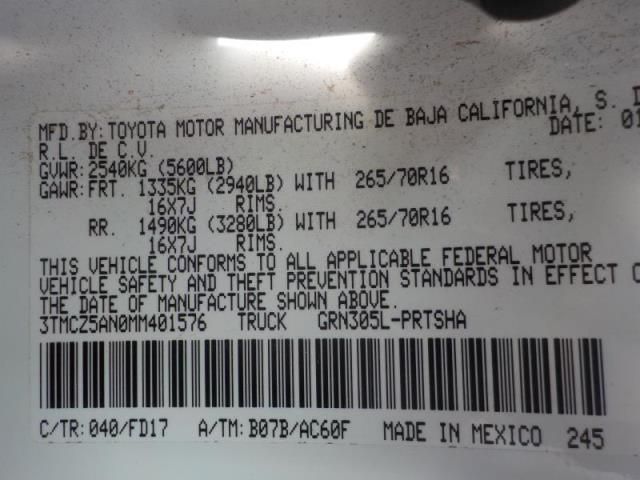 MFD.BY:TOYOTA MOTOR MANUFACTURING DE BAJA CALIFORNIA, S. D
R.L. DE C.V. DATE: 01
GVWR:2540KG (5600LB)
GAWR:FRT. 1335KG (2940LB) WITH 265/70R16 TIRES,
16X7J RIMS.
RR. 1490KG (3280LB) WITH 265/70R16 TIRES,
16X7J RIMS.
THIS VEHICLE CONFORMS TO ALL APPLICABLE FEDERAL MOTOR
VEHICLE SAFETY AND THEFT PREVENTION STANDARDS IN EFFECT O
THE DATE OF MANUFACTURE SHOWN ABOVE.
3TMCZ5AN0MM401576 TRUCK GRN305L-PRTSHA
C/TR:040/FD17 A/TM:B07B/AC60F MADE IN MEXICO 245